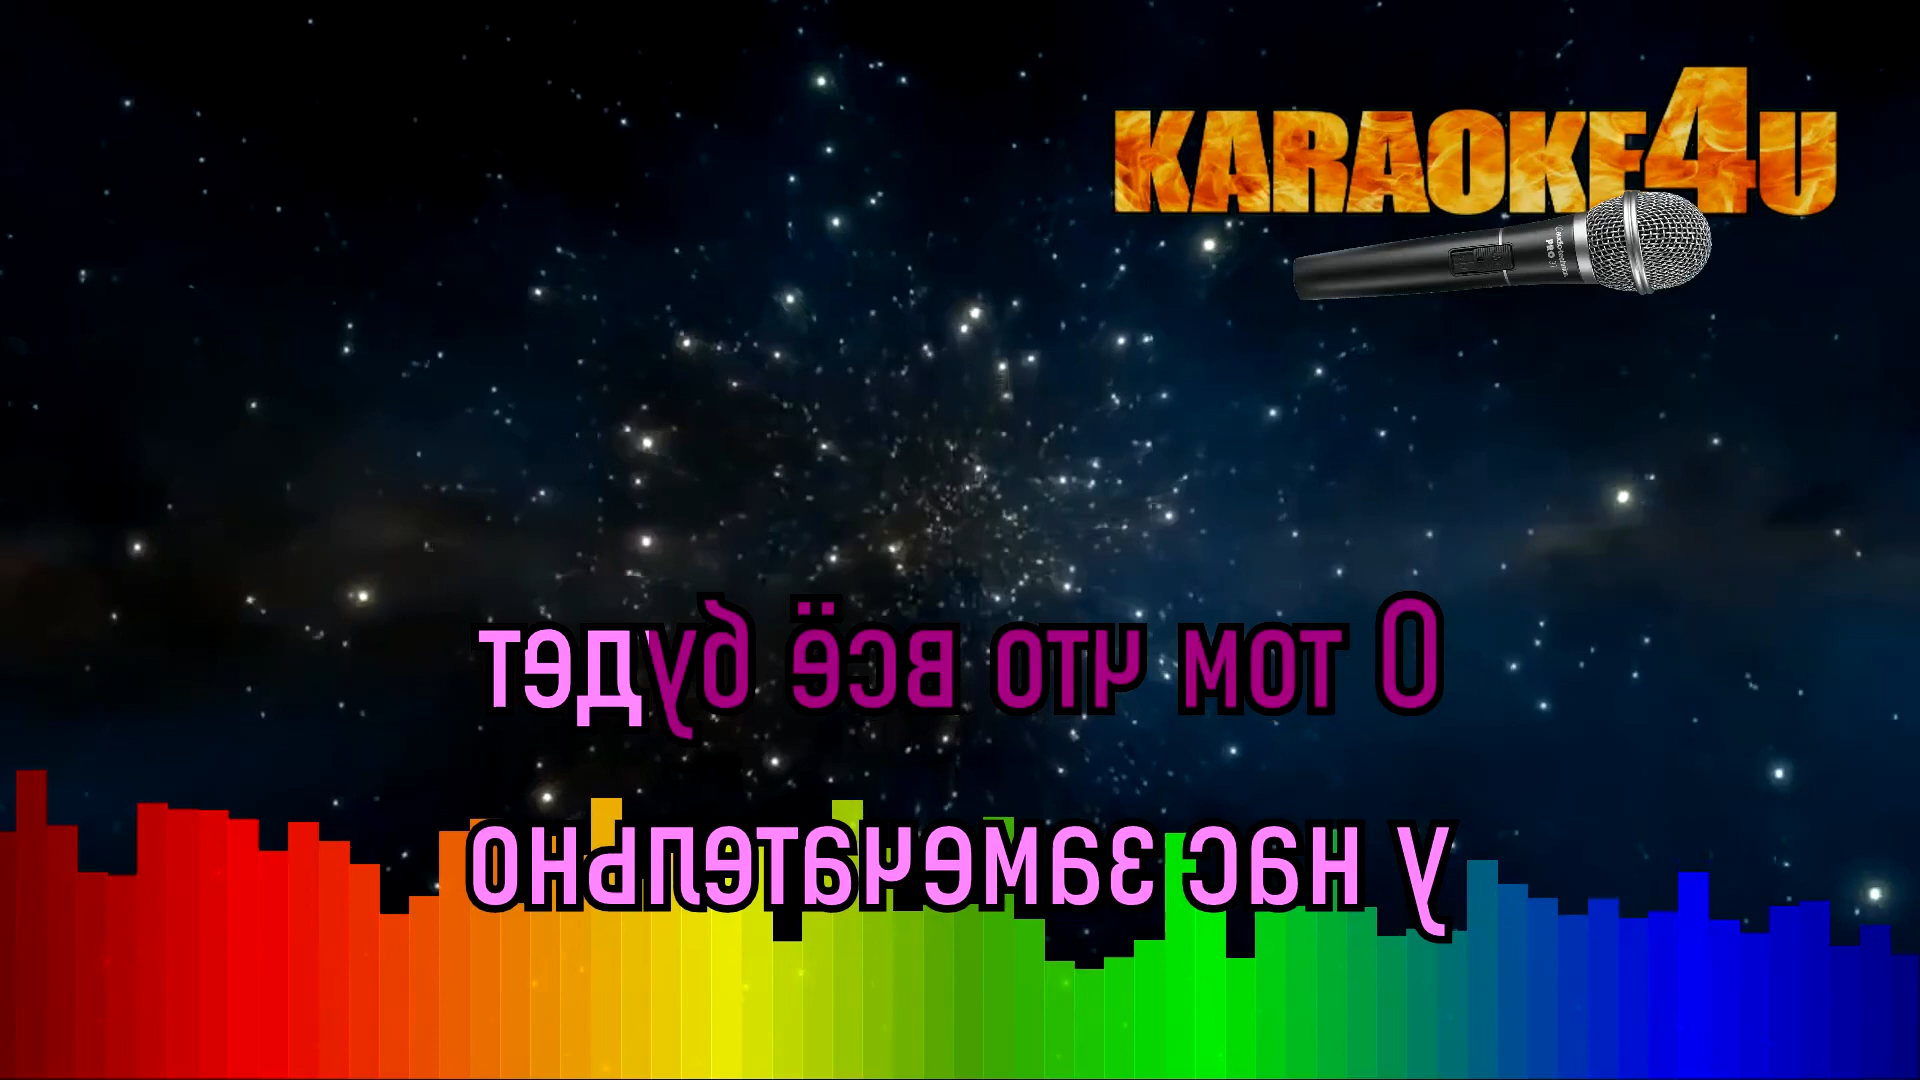 KARAOKE4U
О том что всё будет
у нас замечательно